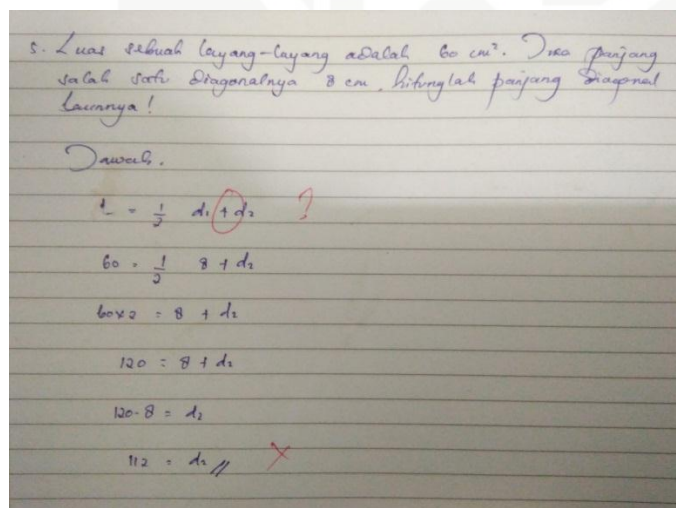 5. Luas sebuah layang-layang adalah 60 cm². Jika panjang
salah satu diagonalnya 8 cm, hitunglah panjang diagonal
lainnya!
Jawab.
L = 1/2 d₁ + d₂ ?
60 = 1/2 8 + d₂
60 x 2 = 8 + d₂
120 = 8 + d₂
120 - 8 = d₂
112 = d₂ //